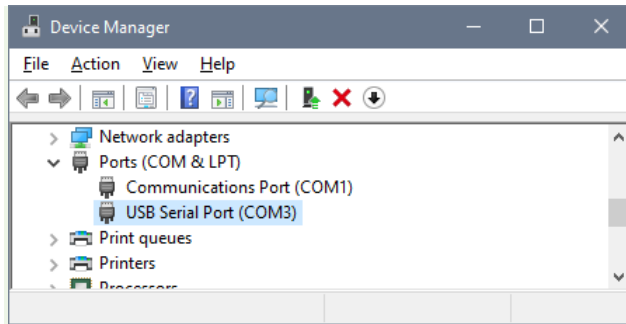 Device Manager
File Action View Help
Network adapters
Ports (COM & LPT)
Communications Port (COM1)
USB Serial Port (COM3)
Print queues
Printers
Processors